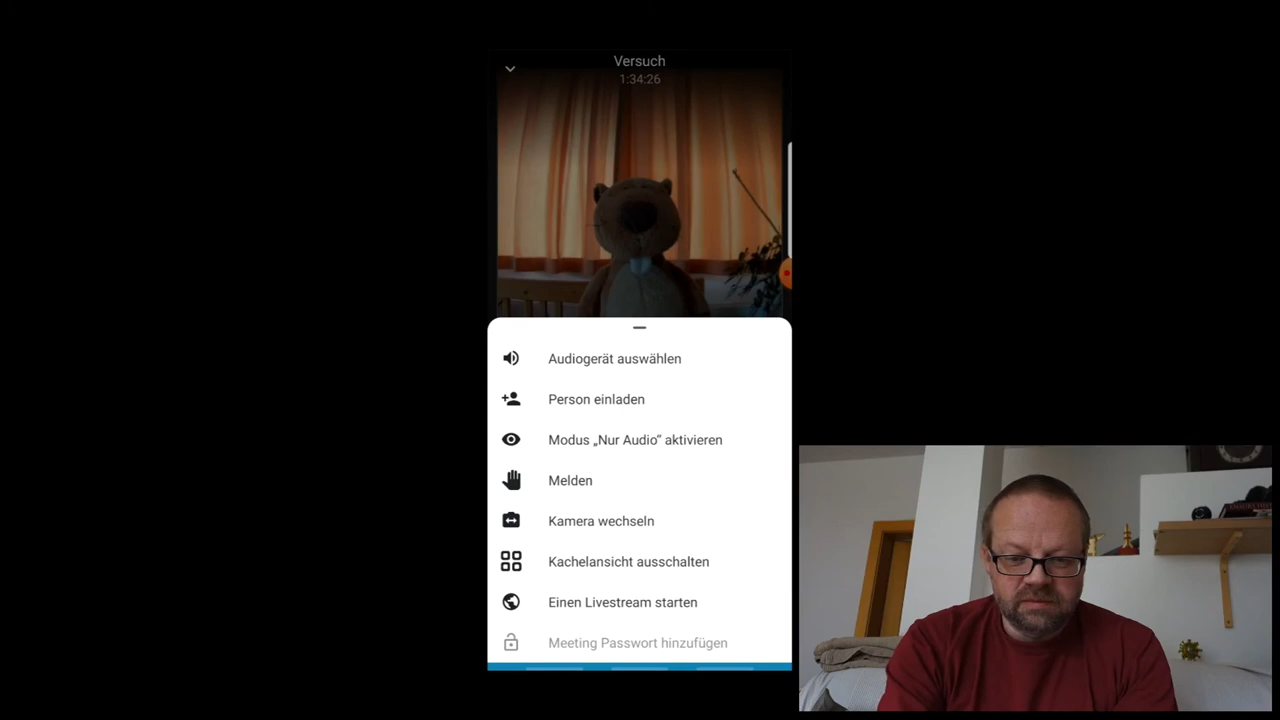 Versuch
1:34:26
Audiogerät auswählen
Person einladen
Modus „Nur Audio“ aktivieren
Melden
Kamera wechseln
Kachelansicht ausschalten
Einen Livestream starten
Meeting Passwort hinzufügen